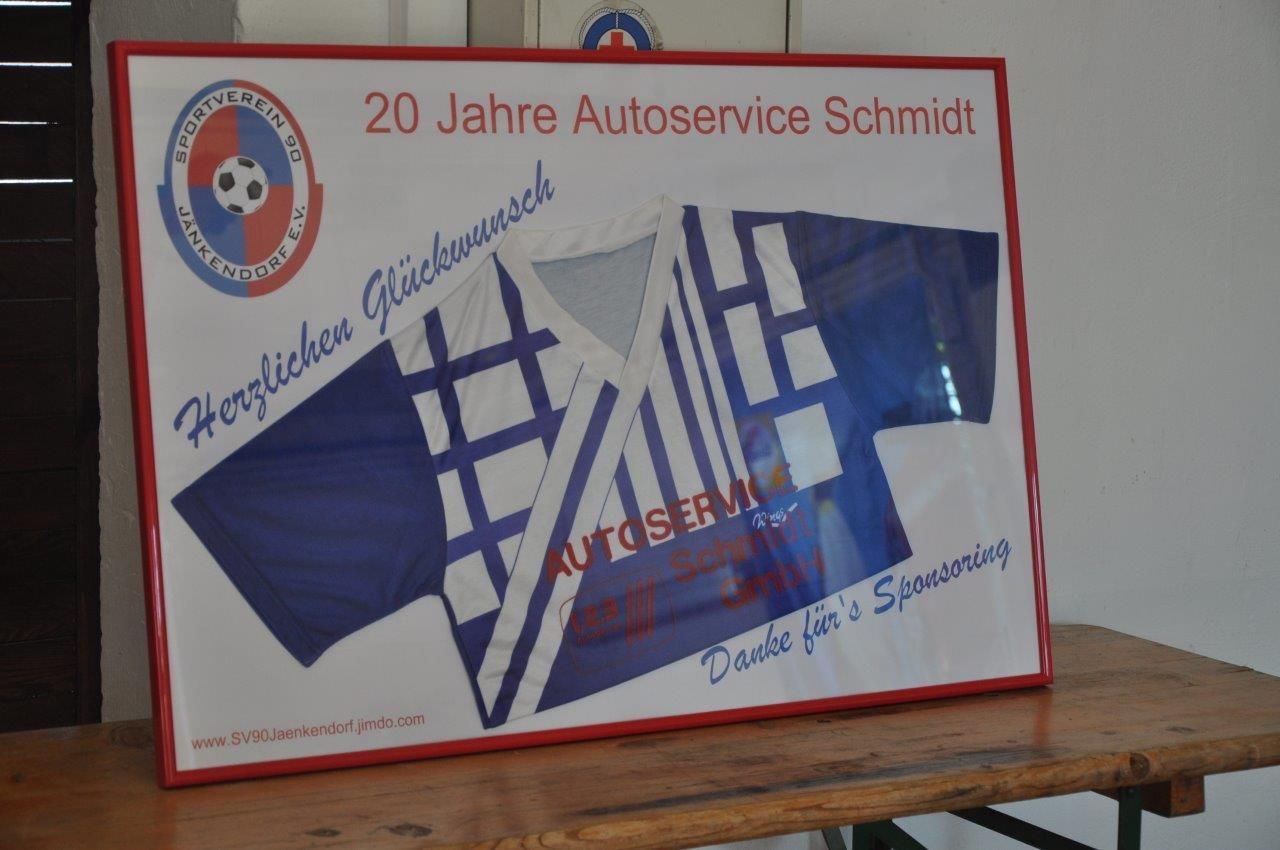 SPORTVEREIN 90
JÄNKENDORF E.V.
20 Jahre Autoservice Schmidt
Herzlichen Glückwunsch
AUTOSERVICE
Schmidt
GmbH
Danke für's Sponsoring
www.SV90Jaenkendorf.jimdo.com